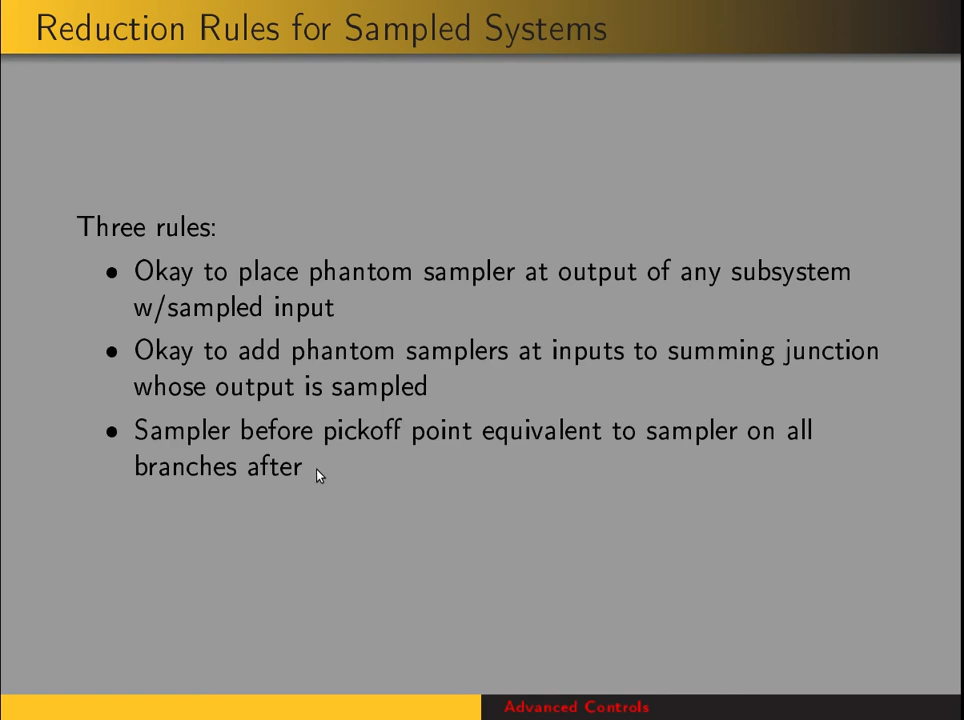 Reduction Rules for Sampled Systems
Three rules:
• Okay to place phantom sampler at output of any subsystem
w/sampled input
• Okay to add phantom samplers at inputs to summing junction
whose output is sampled
• Sampler before pickoff point equivalent to sampler on all
branches after
Advanced Controls